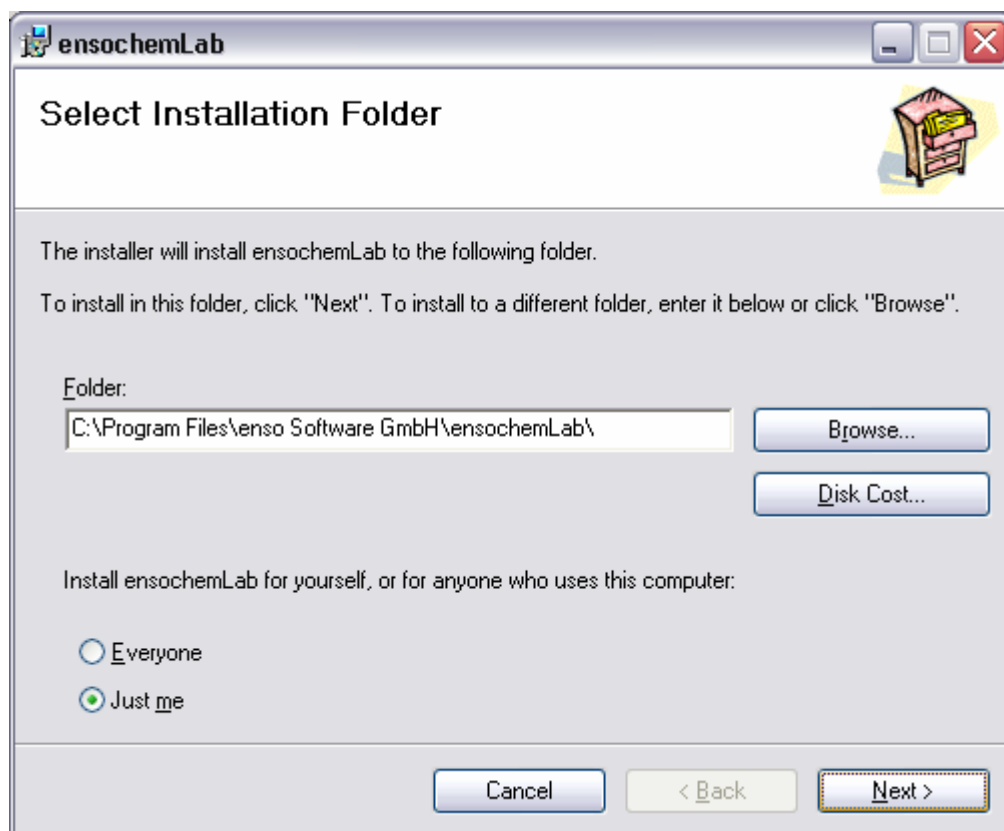 ensochemLab
Select Installation Folder
The installer will install ensochemLab to the following folder.
To install in this folder, click "Next". To install to a different folder, enter it below or click "Browse".
Folder:
C:\Program Files\enso Software GmbH\ensochemLab\
Browse...
Disk Cost...
Install ensochemLab for yourself, or for anyone who uses this computer:
Everyone
Just me
Cancel
< Back
Next >